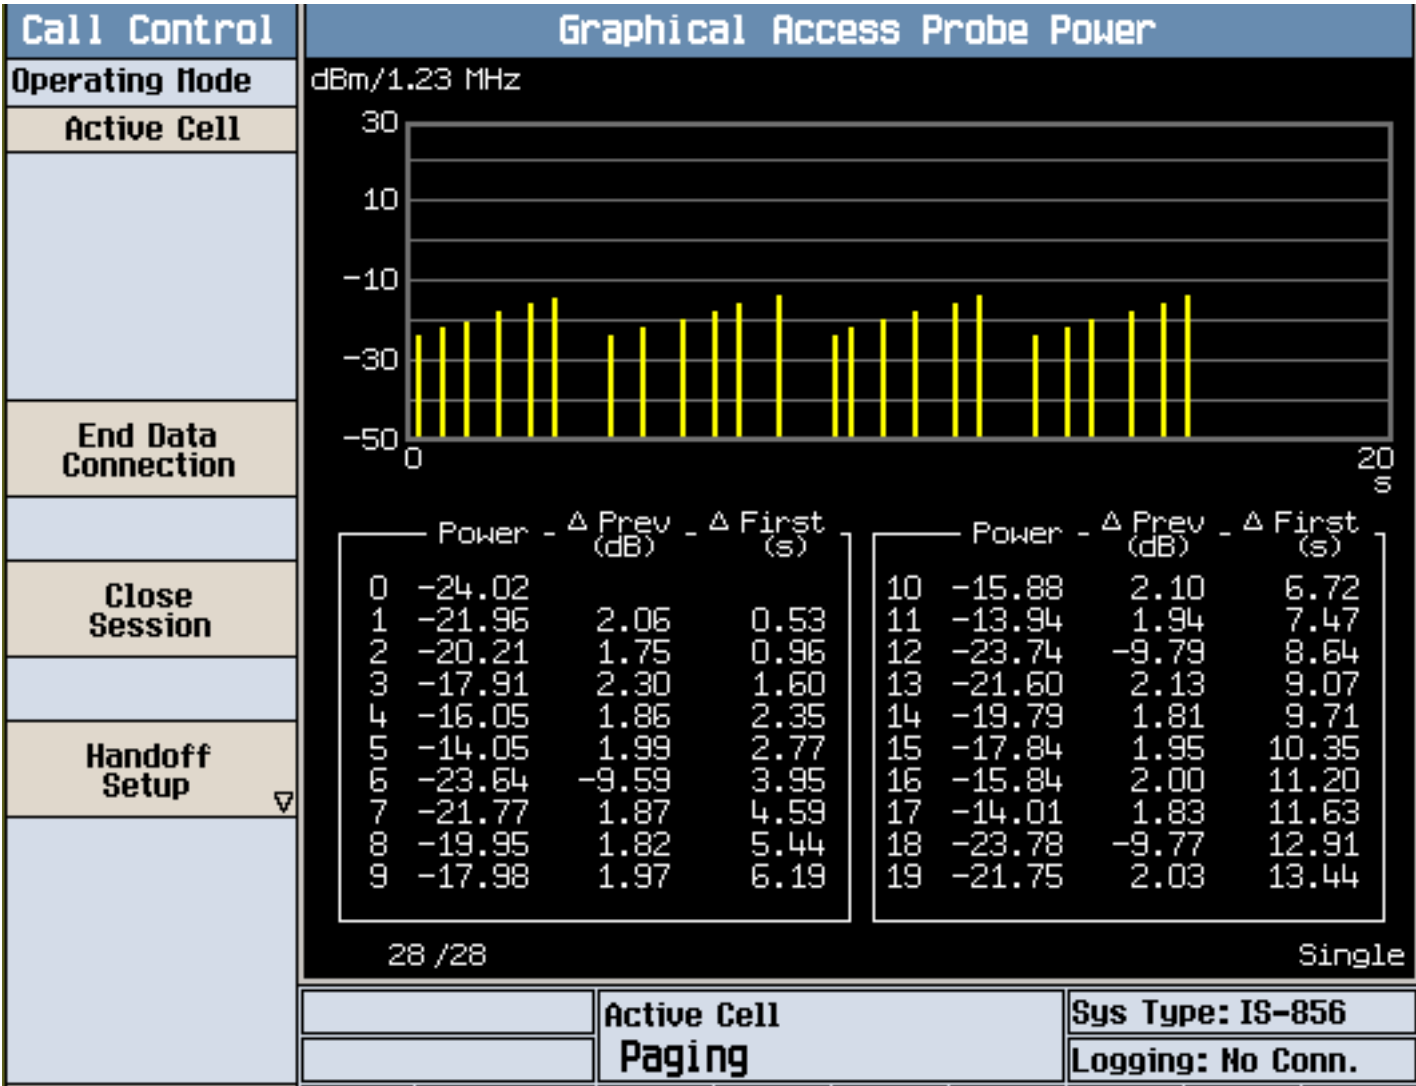 Call Control
Graphical Access Probe Power
Operating Mode
Active Cell
End Data
Connection
Close
Session
Handoff
Setup
dBm/1.23 MHz
30
10
-10
-30
-50
0
20
s
Power Δ Prev (dB) Δ First (s)
0 -24.02
1 -21.96 2.06 0.53
2 -20.21 1.75 0.96
3 -17.91 2.30 1.60
4 -16.05 1.86 2.35
5 -14.05 1.99 2.77
6 -23.64 -9.59 3.95
7 -21.77 1.87 4.59
8 -19.95 1.82 5.44
9 -17.98 1.97 6.19
Power Δ Prev (dB) Δ First (s)
10 -15.88 2.10 6.72
11 -13.94 1.94 7.47
12 -23.74 -9.79 8.64
13 -21.60 2.13 9.07
14 -19.79 1.81 9.71
15 -17.84 1.95 10.35
16 -15.84 2.00 11.20
17 -14.01 1.83 11.63
18 -23.78 -9.77 12.91
19 -21.75 2.03 13.44
28 /28
Single
Active Cell
Paging
Sys Type: IS-856
Logging: No Conn.